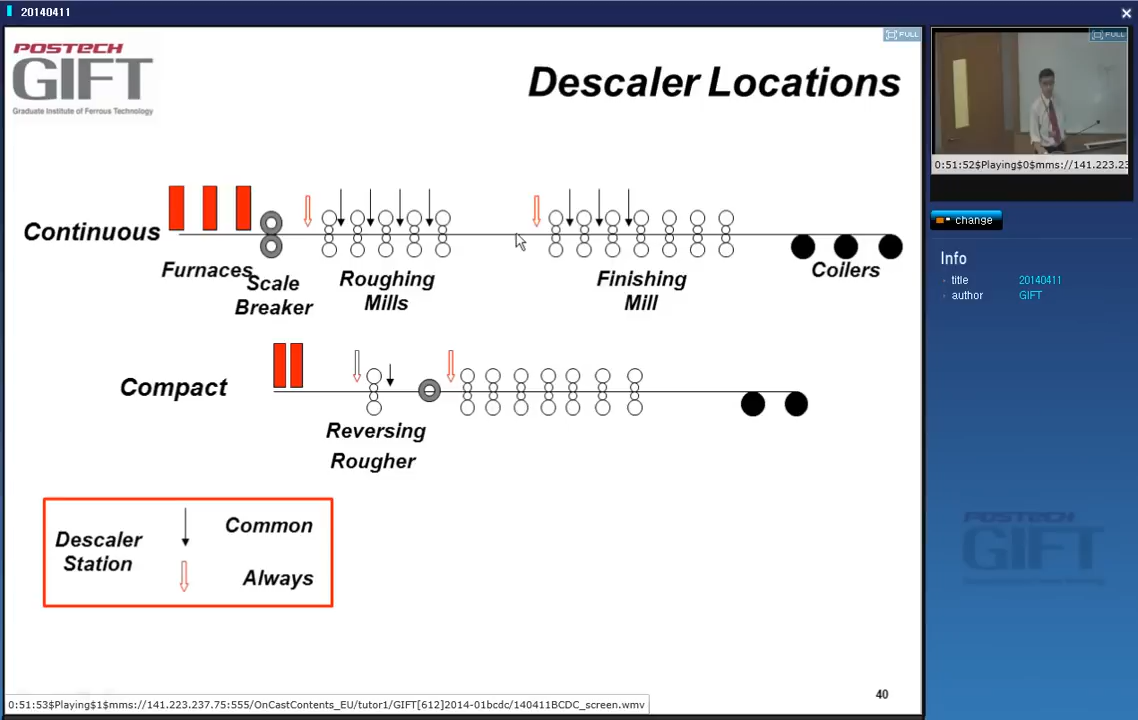 20140411
POSTECH
GIFT
Graduate Institute of Ferrous Technology
FULL
Descaler Locations
Continuous
Furnaces
Scale
Breaker
Roughing
Mills
Finishing
Mill
Coilers
Compact
Reversing
Rougher
Descaler
Station
Common
Always
40
0:51:53$Playing$1$mms://141.223.237.75:555/OnCastContents_EU/tutor1/GIFT[612]2014-01bcdc/140411BCDC_screen.wmv
FULL
0:51:52$Playing$0$mms://141.223.23
change
Info
title 20140411
author GIFT
POSTECH
GIFT